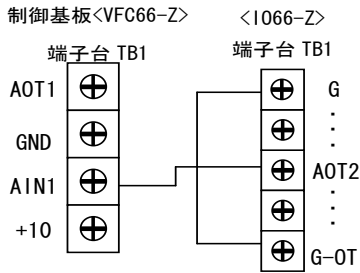 制御基板<VFC66-Z>
<IO66-Z>
端子台 TB1
端子台 TB1
AOT1
GND
AIN1
+10
G
AOT2
G-OT